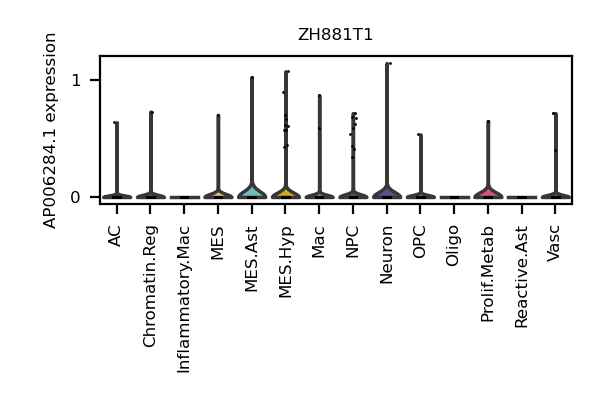 ZH881T1
AP006284.1 expression
1
0
AC
Chromatin.Reg
Inflammatory.Mac
MES
MES.Ast
MES.Hyp
Mac
NPC
Neuron
OPC
Oligo
Prolif.Metab
Reactive.Ast
Vasc